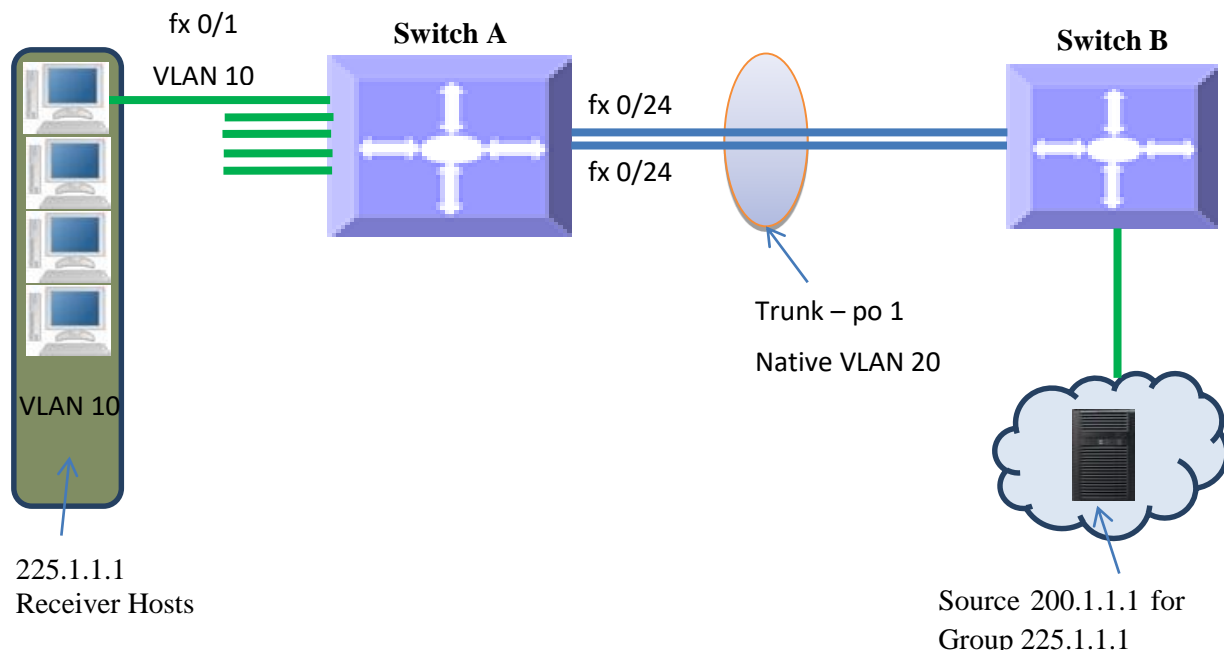 fx 0/1
VLAN 10
Switch A
Switch B
fx 0/24
fx 0/24
Trunk – po 1
Native VLAN 20
VLAN 10
225.1.1.1
Receiver Hosts
Source 200.1.1.1 for
Group 225.1.1.1